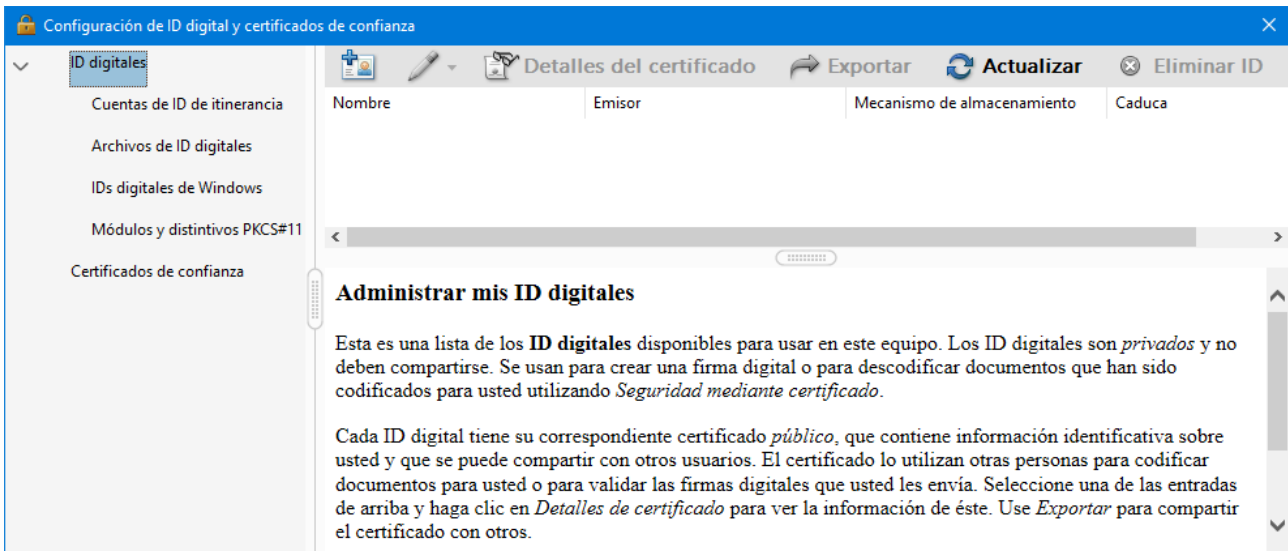 Configuración de ID digital y certificados de confianza
ID digitales
Cuentas de ID de itinerancia
Archivos de ID digitales
IDs digitales de Windows
Módulos y distintivos PKCS#11
Certificados de confianza
Detalles del certificado Exportar Actualizar Eliminar ID
Nombre Emisor Mecanismo de almacenamiento Caduca
Administrar mis ID digitales
Esta es una lista de los ID digitales disponibles para usar en este equipo. Los ID digitales son privados y no
deben compartirse. Se usan para crear una firma digital o para descodificar documentos que han sido
codificados para usted utilizando Seguridad mediante certificado.
Cada ID digital tiene su correspondiente certificado público, que contiene información identificativa sobre
usted y que se puede compartir con otros usuarios. El certificado lo utilizan otras personas para codificar
documentos para usted o para validar las firmas digitales que usted les envía. Seleccione una de las entradas
de arriba y haga clic en Detalles de certificado para ver la información de éste. Use Exportar para compartir
el certificado con otros.